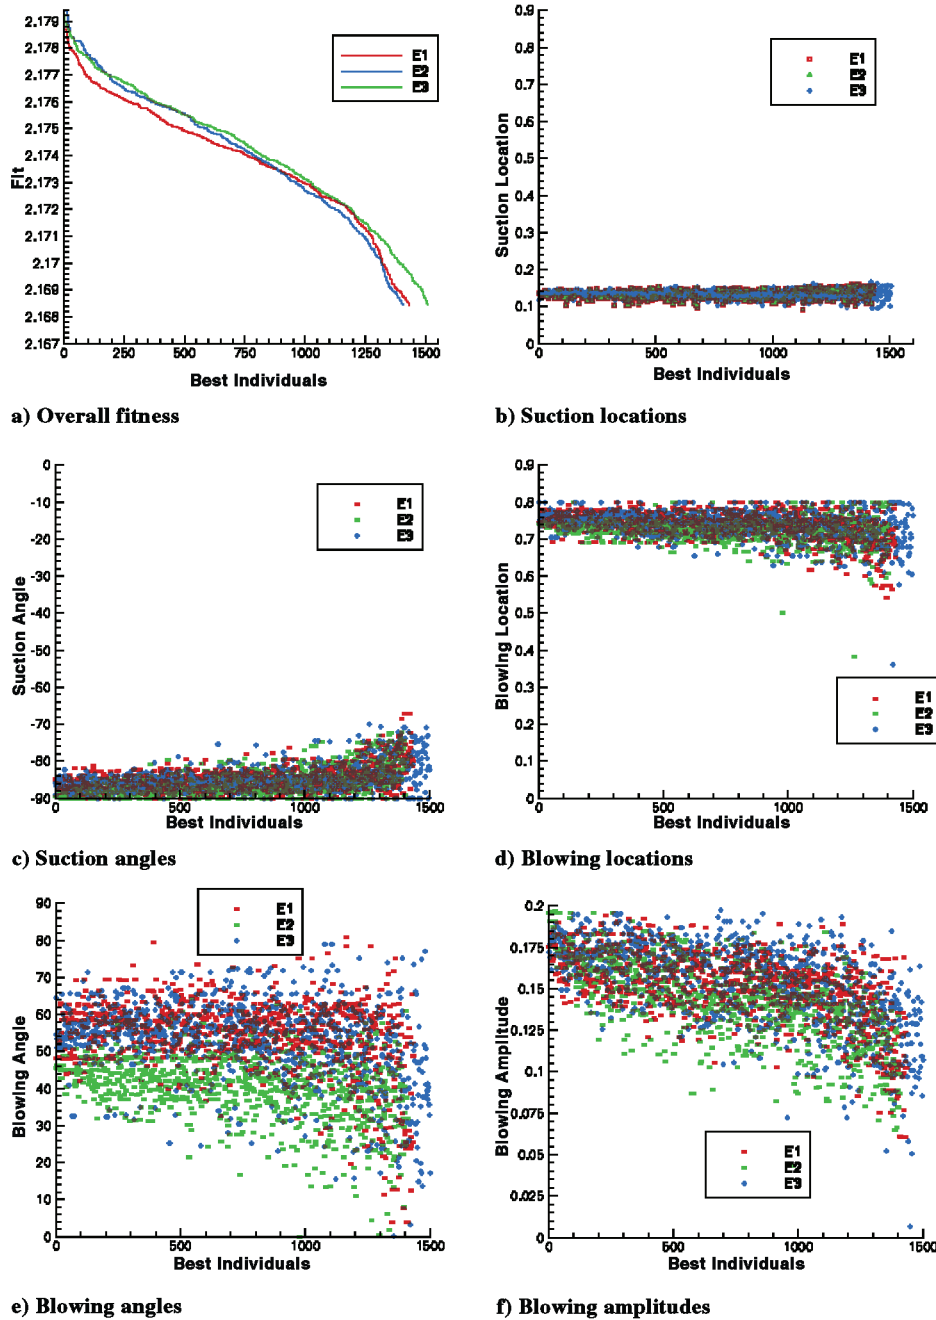 2.179
2.178
2.177
2.176
2.175
2.174
2.173
2.172
2.171
2.17
2.169
2.168
2.167
Fit
0 250 500 750 1000 1250 1500
Best Individuals
E1
E2
E3
a) Overall fitness
0.9
0.8
0.7
0.6
0.5
0.4
0.3
0.2
0.1
0
Suction Location
0 500 1000 1500
Best Individuals
E1
E2
E3
b) Suction locations
0
-10
-20
-30
-40
-50
-60
-70
-80
-90
Suction Angle
0 500 1000 1500
Best Individuals
E1
E2
E3
c) Suction angles
0.9
0.8
0.7
0.6
0.5
0.4
0.3
0.2
0.1
0
Blowing Location
0 500 1000 1500
Best Individuals
E1
E2
E3
d) Blowing locations
90
80
70
60
50
40
30
20
10
0
Blowing Angle
0 500 1000 1500
Best Individuals
E1
E2
E3
e) Blowing angles
0.2
0.175
0.15
0.125
0.1
0.075
0.05
0.025
0
Blowing Amplitude
0 500 1000 1500
Best Individuals
E1
E2
E3
f) Blowing amplitudes